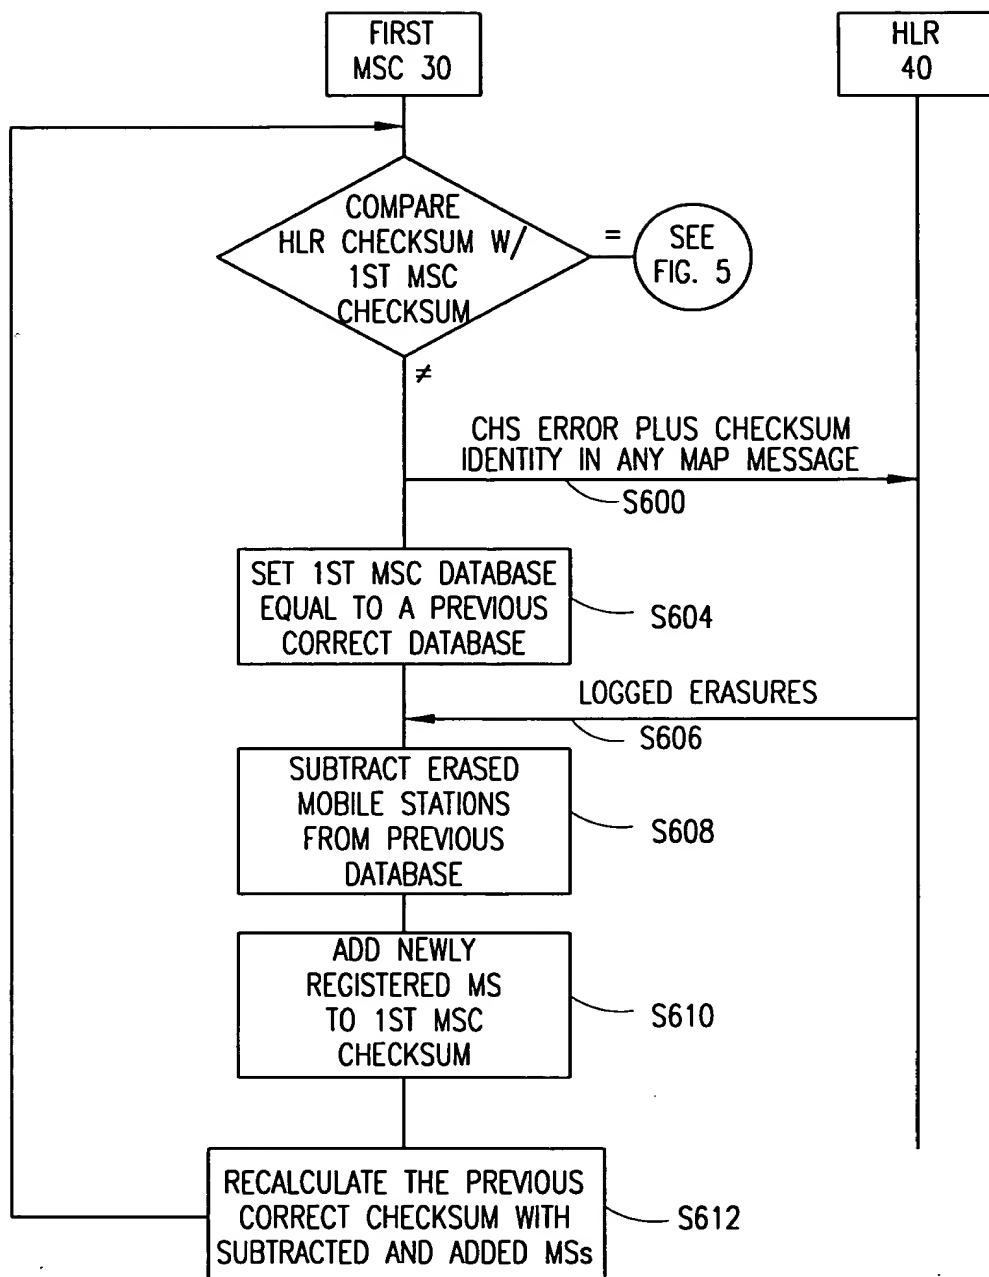 FIRST
MSC 30
HLR
40
COMPARE
HLR CHECKSUM W/
1ST MSC
CHECKSUM
=
SEE
FIG. 5
≠
CHS ERROR PLUS CHECKSUM
IDENTITY IN ANY MAP MESSAGE
S600
SET 1ST MSC DATABASE
EQUAL TO A PREVIOUS
CORRECT DATABASE
S604
LOGGED ERASURES
S606
SUBTRACT ERASED
MOBILE STATIONS
FROM PREVIOUS
DATABASE
S608
ADD NEWLY
REGISTERED MS
TO 1ST MSC
CHECKSUM
S610
RECALCULATE THE PREVIOUS
CORRECT CHECKSUM WITH
SUBTRACTED AND ADDED MSs
S612